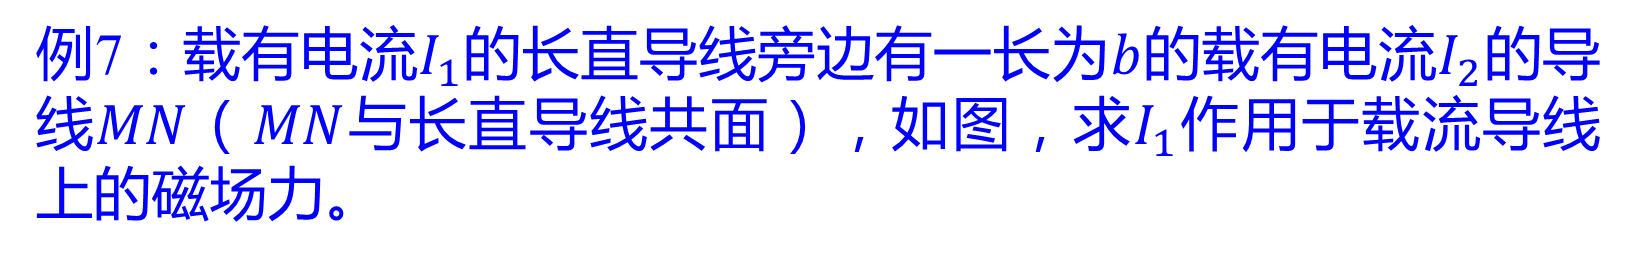 例7：载有电流I₁的长直导线旁边有一长为b的载有电流I₂的导
线MN（MN与长直导线共面），如图，求I₁作用于载流导线
上的磁场力。